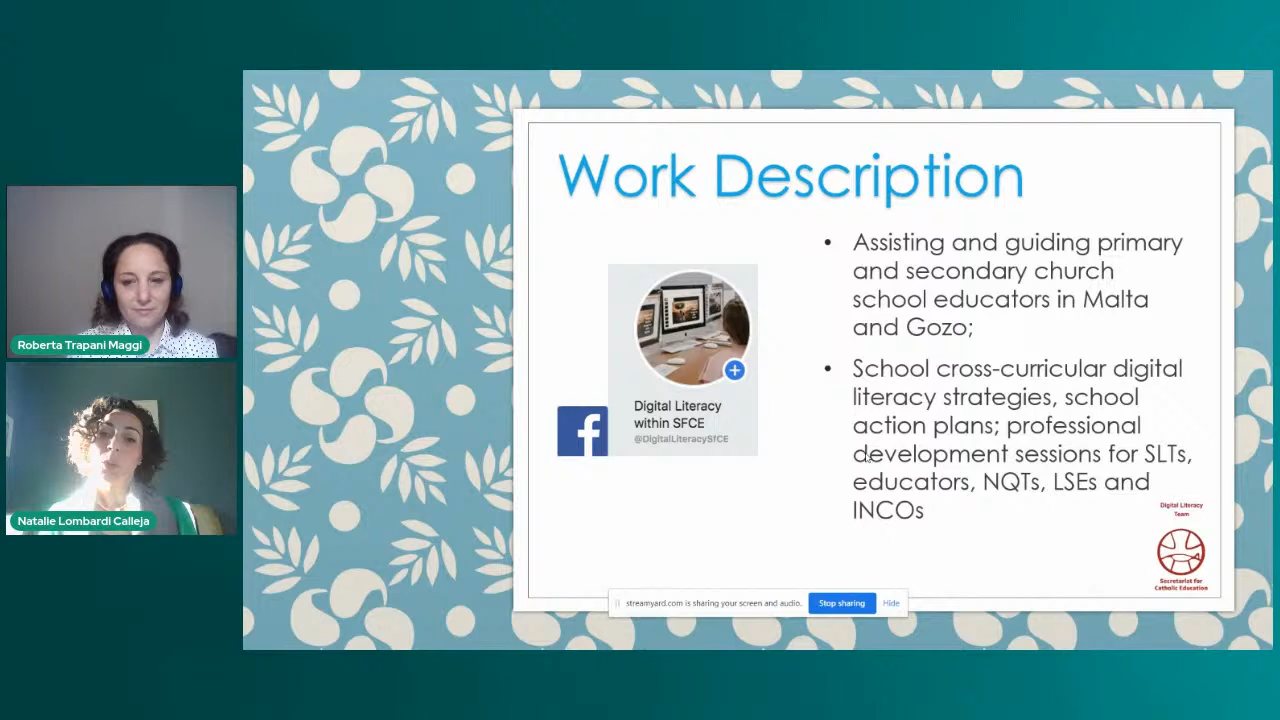 Work Description
• Assisting and guiding primary
and secondary church
school educators in Malta
and Gozo;
• School cross-curricular digital
literacy strategies, school
action plans; professional
development sessions for SLTs,
educators, NQTs, LSEs and
INCOs
Digital Literacy
within SFCE
@DigitalLiteracySfCE
f
Digital Literacy
Team
Secretariat for
Catholic Education
streamyard.com is sharing your screen and audio.
Stop sharing
Hide
Roberta Trapani Maggi
Natalie Lombardi Calleja